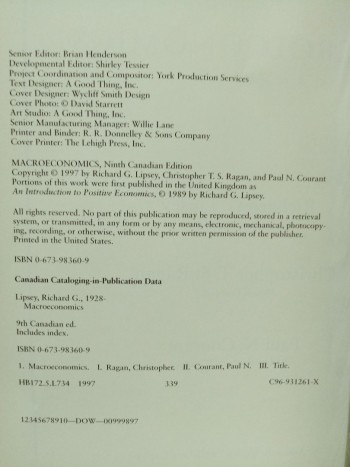 Senior Editor: Brian Henderson
Developmental Editor: Shirley Tessier
Project Coordination and Compositor: York Production Services
Text Designer: A Good Thing, Inc.
Cover Designer: Wycliff Smith Design
Cover Photo: © David Starrett
Art Studio: A Good Thing, Inc.
Senior Manufacturing Manager: Willie Lane
Printer and Binder: R. R. Donnelley & Sons Company
Cover Printer: The Lehigh Press, Inc.
MACROECONOMICS, Ninth Canadian Edition
Copyright © 1997 by Richard G. Lipsey, Christopher T. S. Ragan, and Paul N. Courant
Portions of this work were first published in the United Kingdom as
An Introduction to Positive Economics, © 1989 by Richard G. Lipsey.
All rights reserved. No part of this publication may be reproduced, stored in a retrieval
system, or transmitted, in any form or by any means, electronic, mechanical, photocopy-
ing, recording, or otherwise, without the prior written permission of the publisher.
Printed in the United States.
ISBN 0-673-98360-9
Canadian Cataloging-in-Publication Data
Lipsey, Richard G., 1928-
Macroeconomics
9th Canadian ed.
Includes index.
ISBN 0-673-98360-9
1. Macroeconomics. I. Ragan, Christopher. II. Courant, Paul N. III. Title.
HB172.5.L734 1997 339 C96-931261-X
12345678910—DOW—00999897